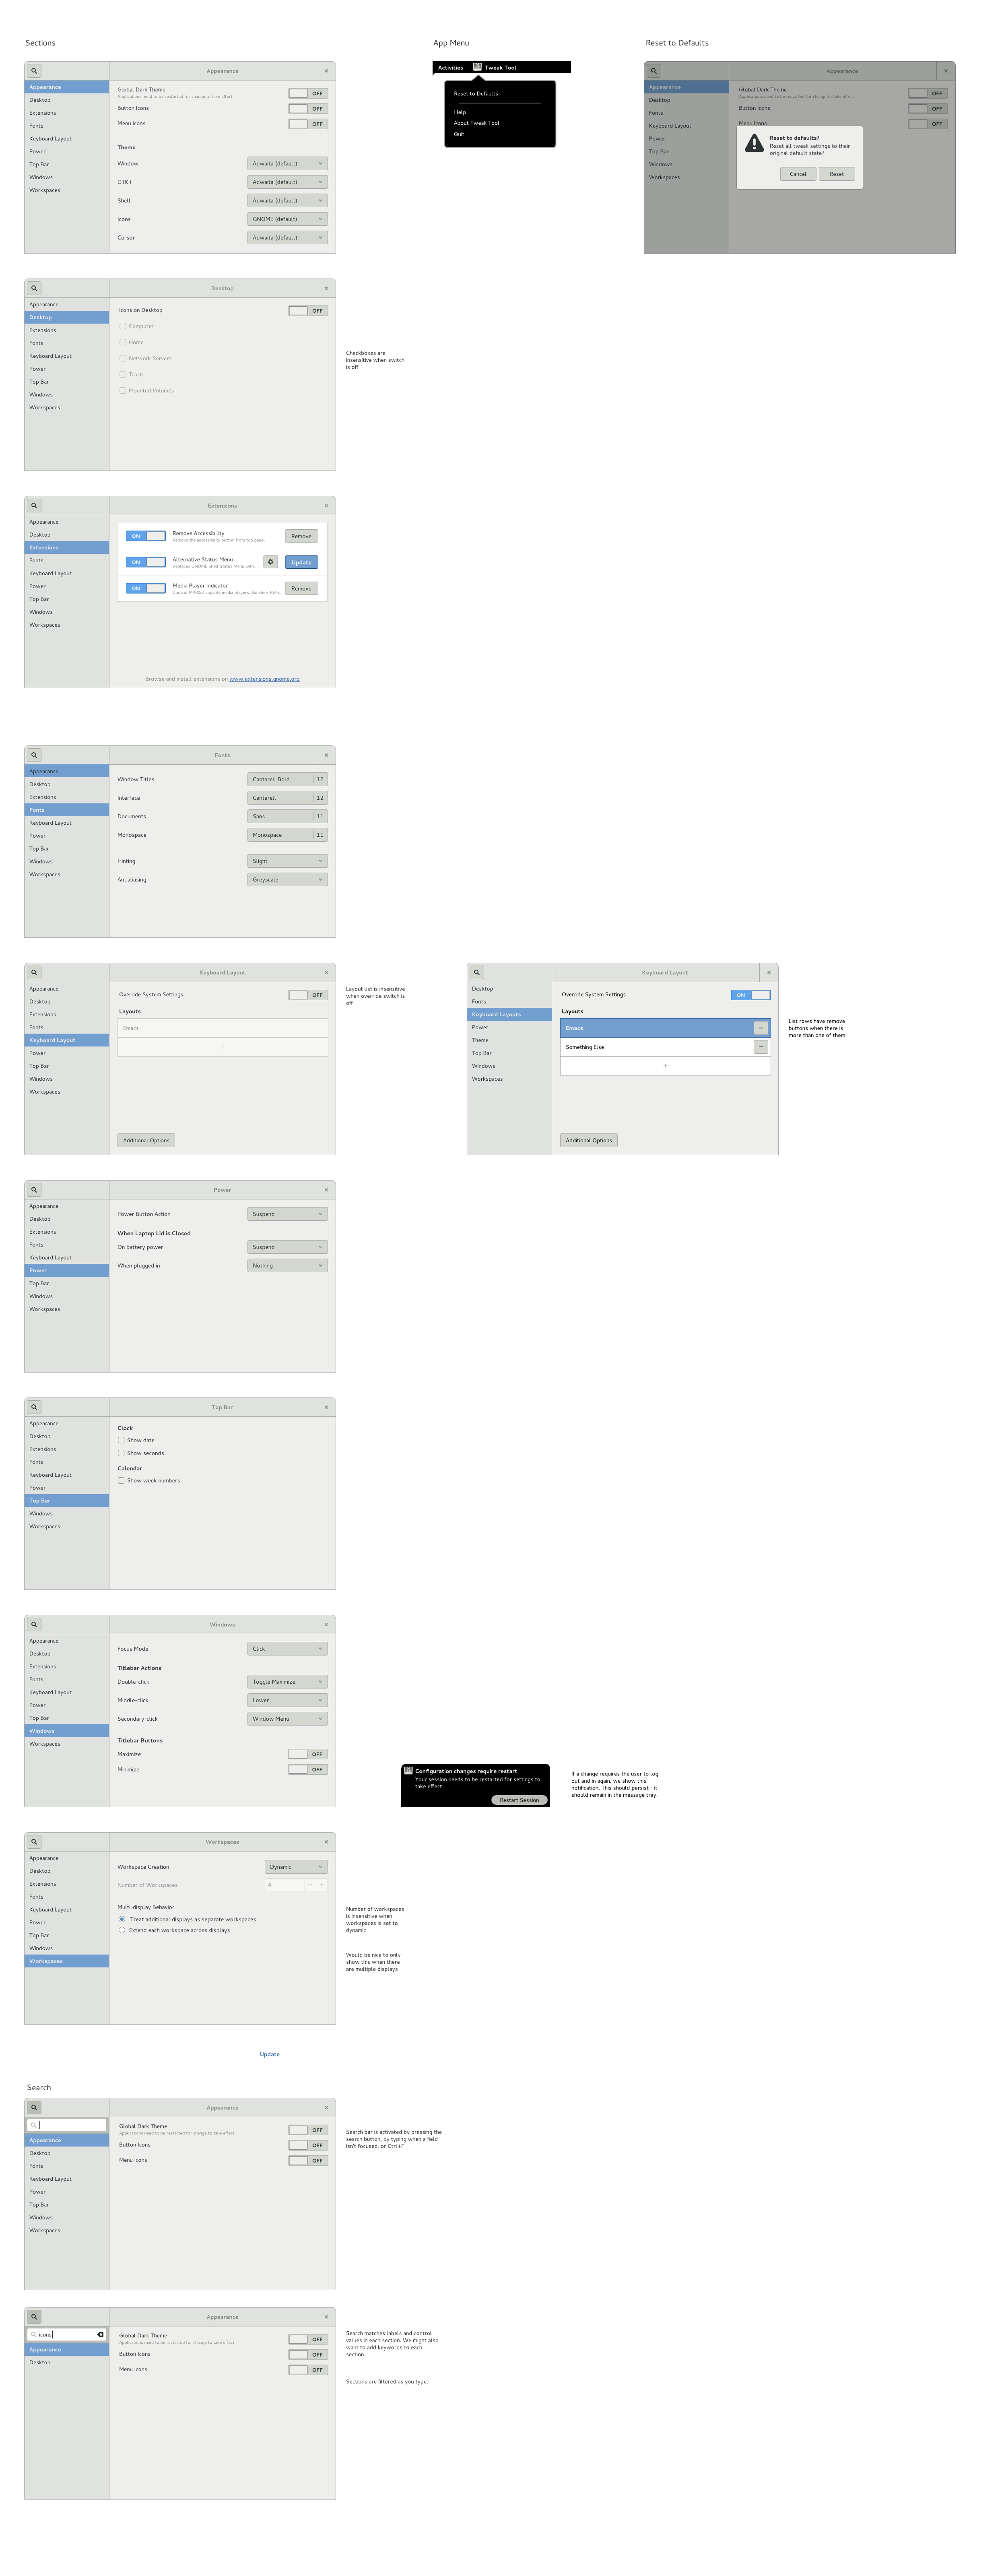 Sections
Appearance
Appearance
Desktop
Extensions
Fonts
Keyboard Layout
Power
Top Bar
Windows
Workspaces
Global Dark Theme OFF
Applications need to be restarted for change to take effect
Button Icons OFF
Menu Icons OFF
Theme
Window Adwaita (default)
GTK+ Adwaita (default)
Shell Adwaita (default)
Icons GNOME (default)
Cursor Adwaita (default)
App Menu
Activities Tweak Tool
Reset to Defaults
Help
About Tweak Tool
Quit
Reset to Defaults
Appearance
Appearance
Desktop
Extensions
Fonts
Keyboard Layout
Power
Top Bar
Windows
Workspaces
Global Dark Theme OFF
Applications need to be restarted for change to take effect
Button Icons OFF
Menu Icons OFF
Reset to defaults?
Reset all tweak settings to their
original default state?
Cancel Reset
Desktop
Appearance
Desktop
Extensions
Fonts
Keyboard Layout
Power
Top Bar
Windows
Workspaces
Icons on Desktop OFF
Computer
Home
Network Servers
Trash
Mounted Volumes
Checkboxes are
insensitive when switch
is off
Extensions
Appearance
Desktop
Extensions
Fonts
Keyboard Layout
Power
Top Bar
Windows
Workspaces
ON Remove Accessibility Remove
Remove the accessibility button from top panel
ON Alternative Status Menu Update
Replaces GNOME Shell Status Menu with ...
ON Media Player Indicator Remove
Control MPRIS2 capable media players: Banshee, Ryth...
Browse and install extensions on www.extensions.gnome.org
Fonts
Appearance
Desktop
Extensions
Fonts
Keyboard Layout
Power
Top Bar
Windows
Workspaces
Window Titles Cantarell Bold 12
Interface Cantarell 12
Documents Sans 11
Monospace Monospace 11
Hinting Slight
Antialiasing Greyscale
Keyboard Layout
Appearance
Desktop
Extensions
Fonts
Keyboard Layout
Power
Top Bar
Windows
Workspaces
Override System Settings OFF
Layouts
Emacs
+
Additional Options
Layout list is insensitive
when override switch is
off
Keyboard Layout
Desktop
Fonts
Keyboard Layouts
Power
Theme
Top Bar
Windows
Workspaces
Override System Settings ON
Layouts
Emacs −
Something Else −
+
Additional Options
List rows have remove
buttons when there is
more than one of them
Power
Appearance
Desktop
Extensions
Fonts
Keyboard Layout
Power
Top Bar
Windows
Workspaces
Power Button Action Suspend
When Laptop Lid is Closed
On battery power Suspend
When plugged in Nothing
Top Bar
Appearance
Desktop
Extensions
Fonts
Keyboard Layout
Power
Top Bar
Windows
Workspaces
Clock
Show date
Show seconds
Calendar
Show week numbers
Windows
Appearance
Desktop
Extensions
Fonts
Keyboard Layout
Power
Top Bar
Windows
Workspaces
Focus Mode Click
Titlebar Actions
Double-click Toggle Maximize
Middle-click Lower
Secondary-click Window Menu
Titlebar Buttons
Maximize OFF
Minimize OFF
Configuration changes require restart
Your session needs to be restarted for settings to
take effect
Restart Session
If a change requires the user to log
out and in again, we show this
notification. This should persist - it
should remain in the message tray.
Workspaces
Appearance
Desktop
Extensions
Fonts
Keyboard Layout
Power
Top Bar
Windows
Workspaces
Workspace Creation Dynamic
Number of Workspaces 4 − +
Multi-display Behavior
Treat additional displays as separate workspaces
Extend each workspace across displays
Number of workspaces
is insensitive when
workspaces is set to
dynamic
Would be nice to only
show this when there
are multiple displays
Update
Search
Appearance
Appearance
Desktop
Fonts
Keyboard Layout
Power
Top Bar
Windows
Workspaces
Global Dark Theme OFF
Applications need to be restarted for change to take effect
Button Icons OFF
Menu Icons OFF
Search bar is activated by pressing the
search button, by typing when a field
isn't focused, or Ctrl+F
Appearance
icons
Appearance
Desktop
Global Dark Theme OFF
Applications need to be restarted for change to take effect
Button Icons OFF
Menu Icons OFF
Search matches labels and control
values in each section. We might also
want to add keywords to each
section.
Sections are filtered as you type.